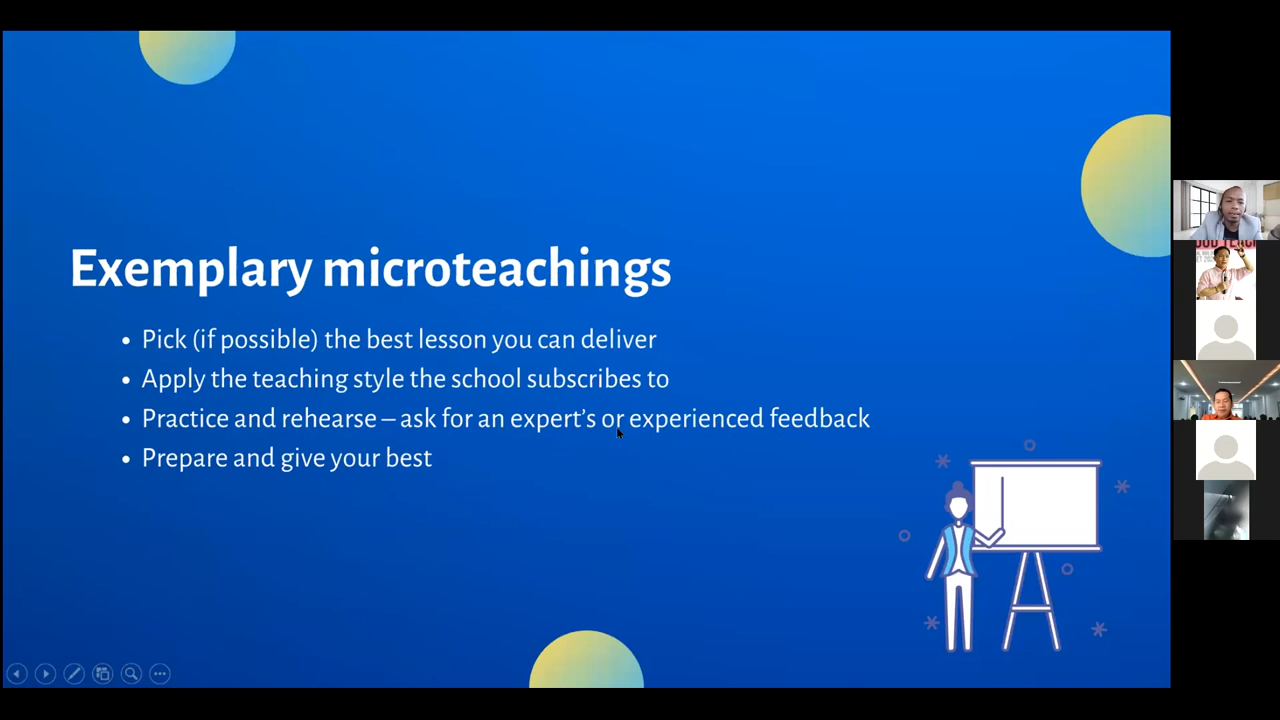 Exemplary microteachings
• Pick (if possible) the best lesson you can deliver
• Apply the teaching style the school subscribes to
• Practice and rehearse – ask for an expert's or experienced feedback
• Prepare and give your best